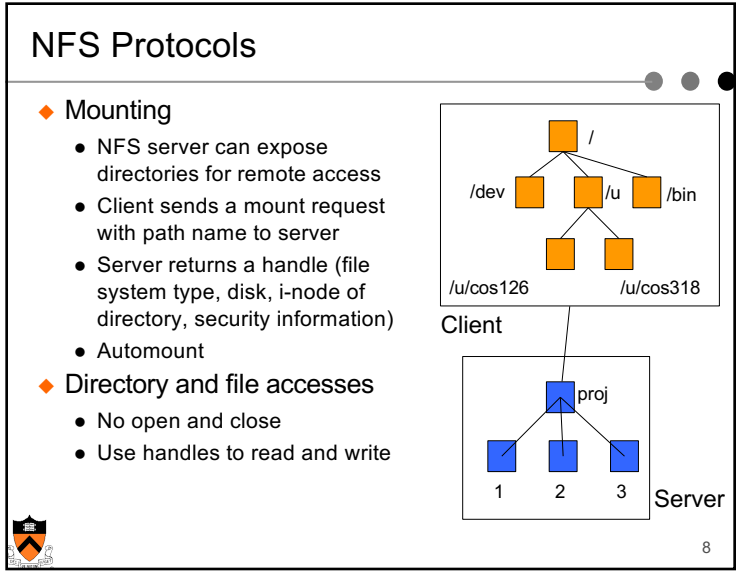 NFS Protocols
◆ Mounting
● NFS server can expose
directories for remote access
● Client sends a mount request
with path name to server
● Server returns a handle (file
system type, disk, i-node of
directory, security information)
● Automount
◆ Directory and file accesses
● No open and close
● Use handles to read and write
/
/dev /u /bin
/u/cos126 /u/cos318
Client
proj
1 2 3
Server
8